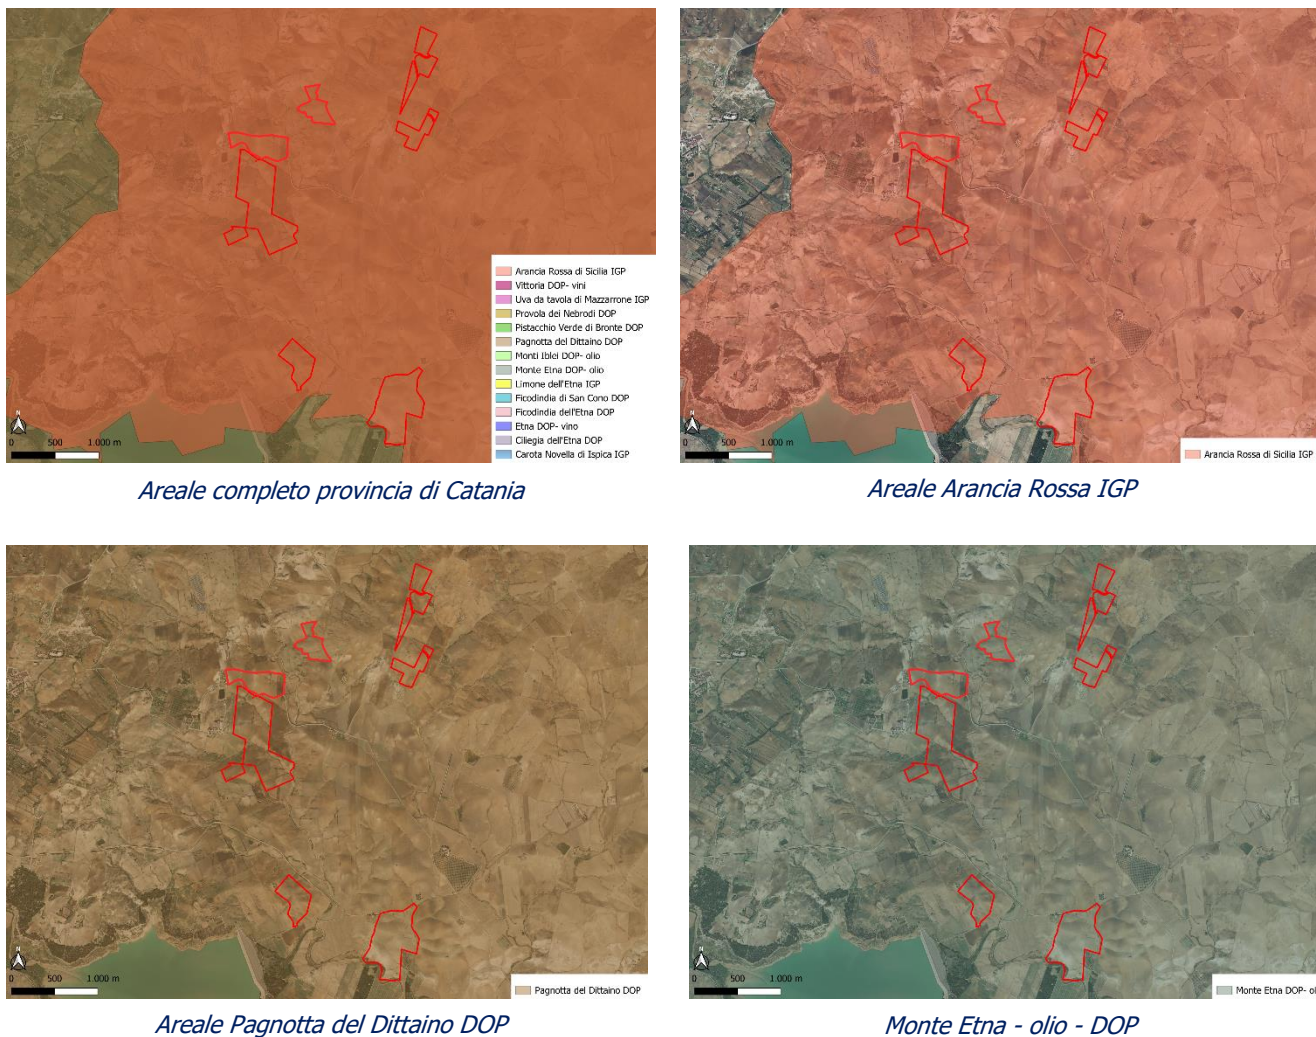 Arancia Rossa di Sicilia IGP
Vittoria DOP- vini
Uva da tavola di Mazzarrone IGP
Provola dei Nebrodi DOP
Pistacchio Verde di Bronte DOP
Pagnotta del Dittaino DOP
Monti Iblei DOP- olio
Monte Etna DOP- olio
Limone dell'Etna IGP
Ficodindia di San Cono DOP
Ficodindia dell'Etna DOP
Etna DOP- vino
Ciliegia dell'Etna DOP
Carota Novella di Ispica IGP
N
0 500 1.000 m
Areale completo provincia di Catania
N
0 500 1.000 m
Arancia Rossa di Sicilia IGP
Areale Arancia Rossa IGP
N
0 500 1.000 m
Pagnotta del Dittaino DOP
Areale Pagnotta del Dittaino DOP
N
0 500 1.000 m
Monte Etna DOP- ol
Monte Etna - olio - DOP